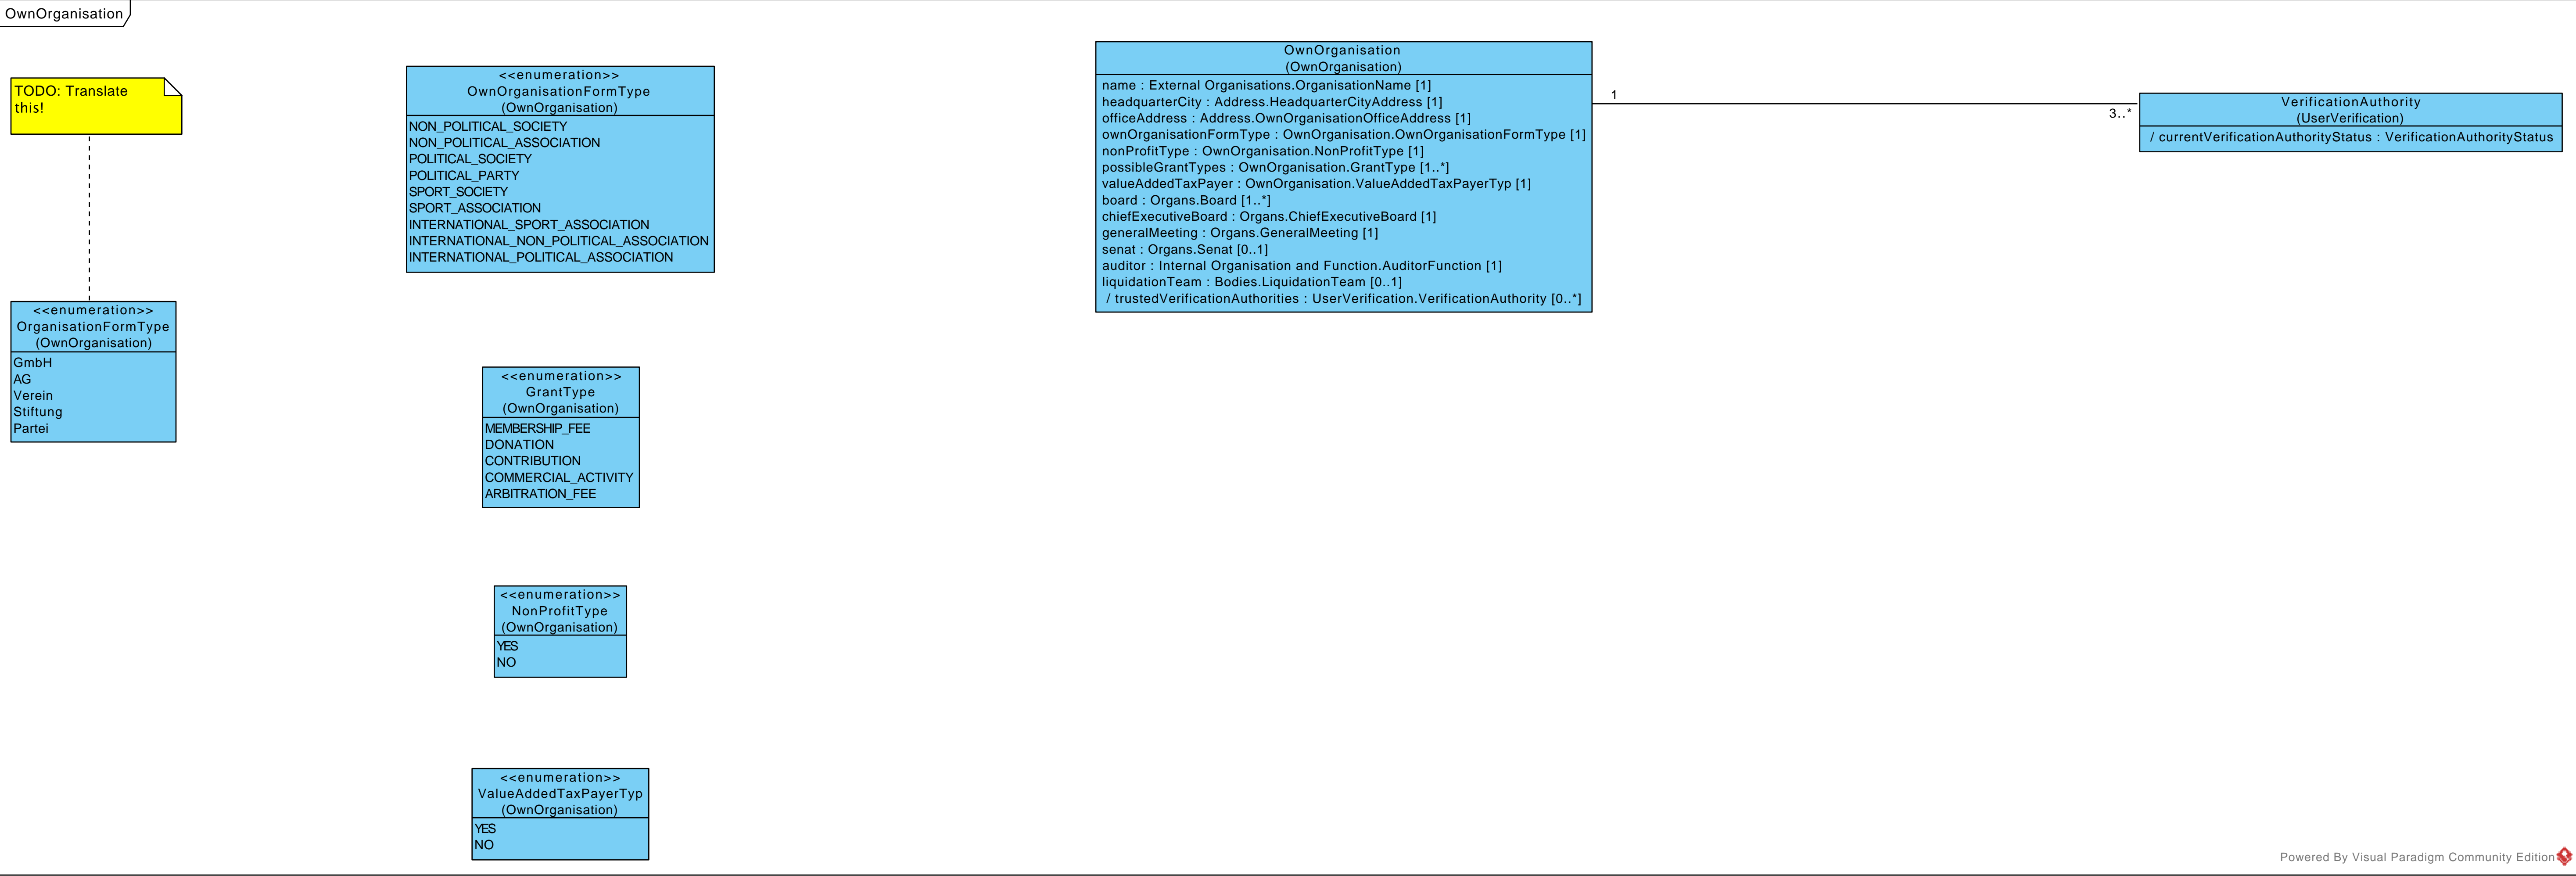 OwnOrganisation
TODO: Translate
this!
<<enumeration>>
OrganisationFormType
(OwnOrganisation)
GmbH
AG
Verein
Stiftung
Partei
<<enumeration>>
OwnOrganisationFormType
(OwnOrganisation)
NON_POLITICAL_SOCIETY
NON_POLITICAL_ASSOCIATION
POLITICAL_SOCIETY
POLITICAL_PARTY
SPORT_SOCIETY
SPORT_ASSOCIATION
INTERNATIONAL_SPORT_ASSOCIATION
INTERNATIONAL_NON_POLITICAL_ASSOCIATION
INTERNATIONAL_POLITICAL_ASSOCIATION
<<enumeration>>
GrantType
(OwnOrganisation)
MEMBERSHIP_FEE
DONATION
CONTRIBUTION
COMMERCIAL_ACTIVITY
ARBITRATION_FEE
<<enumeration>>
NonProfitType
(OwnOrganisation)
YES
NO
<<enumeration>>
ValueAddedTaxPayerTyp
(OwnOrganisation)
YES
NO
OwnOrganisation
(OwnOrganisation)
name : External Organisations.OrganisationName [1]
headquarterCity : Address.HeadquarterCityAddress [1]
officeAddress : Address.OwnOrganisationOfficeAddress [1]
ownOrganisationFormType : OwnOrganisation.OwnOrganisationFormType [1]
nonProfitType : OwnOrganisation.NonProfitType [1]
possibleGrantTypes : OwnOrganisation.GrantType [1..*]
valueAddedTaxPayer : OwnOrganisation.ValueAddedTaxPayerTyp [1]
board : Organs.Board [1..*]
chiefExecutiveBoard : Organs.ChiefExecutiveBoard [1]
generalMeeting : Organs.GeneralMeeting [1]
senat : Organs.Senat [0..1]
auditor : Internal Organisation and Function.AuditorFunction [1]
liquidationTeam : Bodies.LiquidationTeam [0..1]
/ trustedVerificationAuthorities : UserVerification.VerificationAuthority [0..*]
1
3..*
VerificationAuthority
(UserVerification)
/ currentVerificationAuthorityStatus : VerificationAuthorityStatus
Powered By Visual Paradigm Community Edition